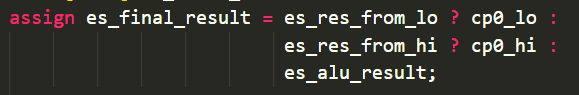 assign es_final_result = es_res_from_lo ? cp0_lo :
es_res_from_hi ? cp0_hi :
es_alu_result;